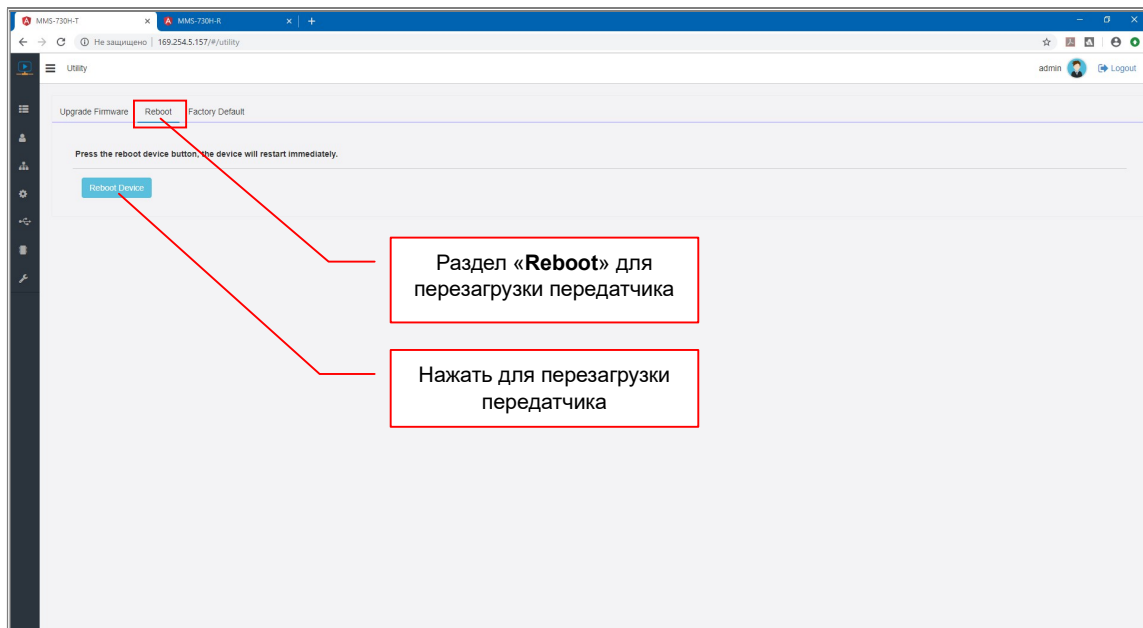 MMS-730H-T
MMS-730H-R
Не защищено | 169.254.5.157/#/utility
Utility
admin
Logout
Upgrade Firmware
Reboot
Factory Default
Press the reboot device button, the device will restart immediately.
Reboot Device
Раздел «Reboot» для
перезагрузки передатчика
Нажать для перезагрузки
передатчика